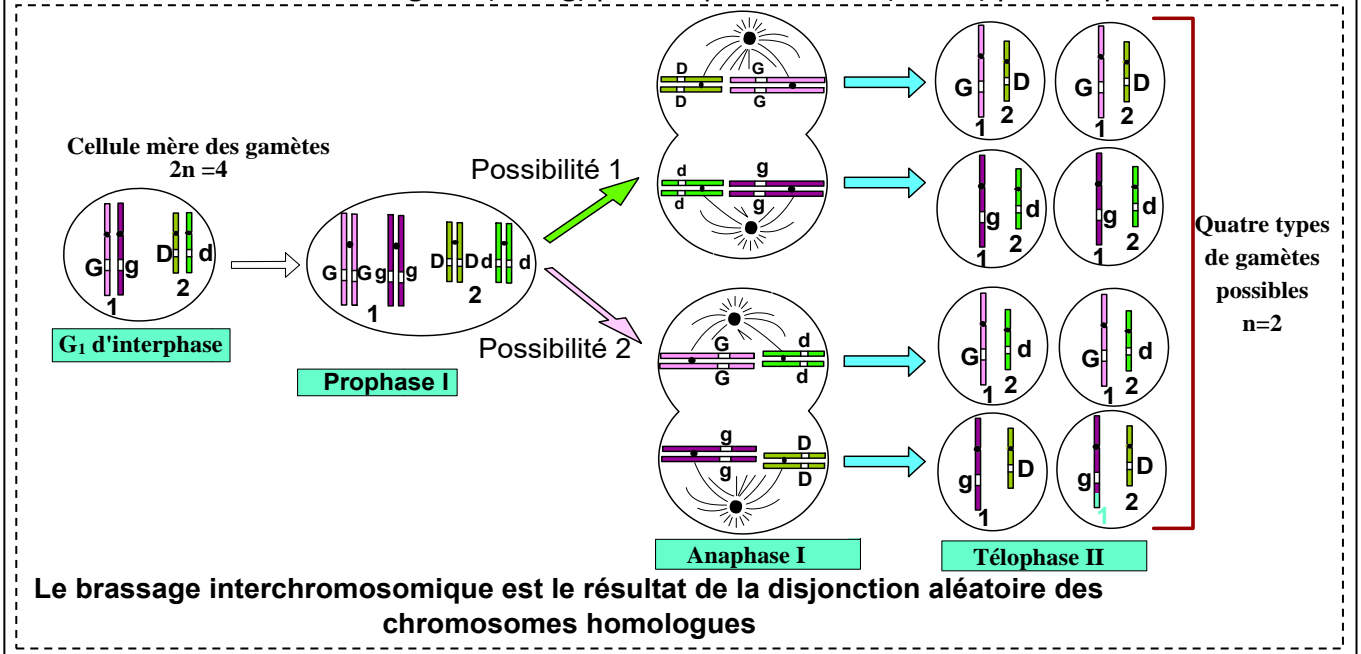 Cellule mère des gamètes
2n =4
G g D d
1 2
G₁ d'interphase
G G g g D D d d
1 2
Prophase I
Possibilité 1
Possibilité 2
D G
D G
d g
d g
G d
G d
g D
g D
Anaphase I
G D G D
1 2 1 2
g d g d
1 2 1 2
G d G d
1 2 1 2
g D g D
1 1 2
Télophase II
Quatre types
de gamètes
possibles
n=2
Le brassage interchromosomique est le résultat de la disjonction aléatoire des
chromosomes homologues